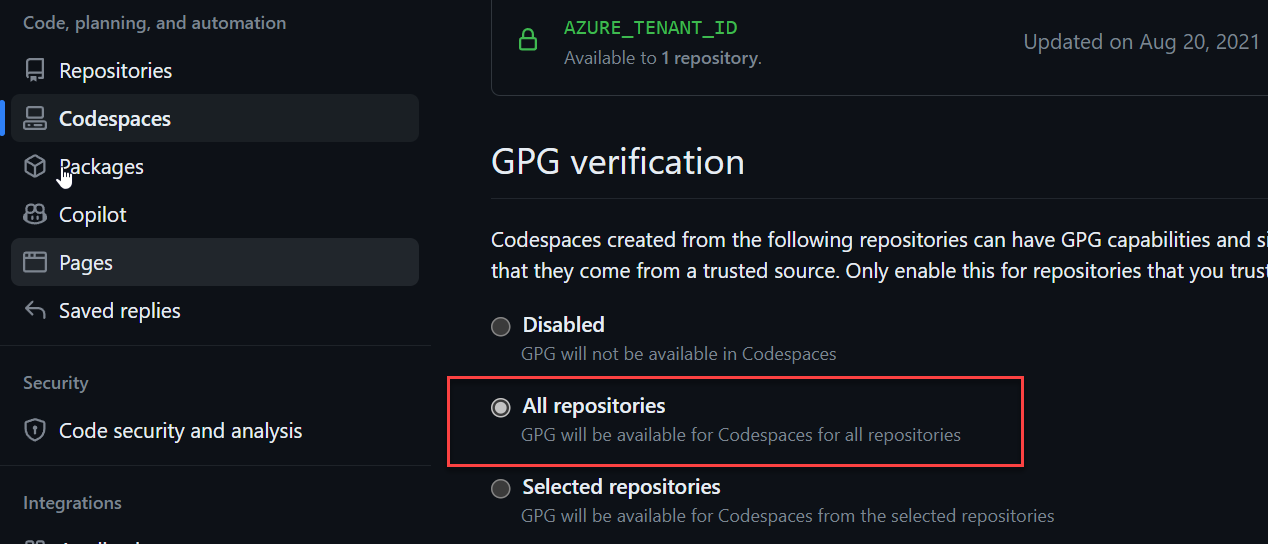 Code, planning, and automation
Repositories
Codespaces
Packages
Copilot
Pages
Saved replies
Security
Code security and analysis
Integrations
AZURE_TENANT_ID
Available to 1 repository.
Updated on Aug 20, 2021
GPG verification
Codespaces created from the following repositories can have GPG capabilities and
that they come from a trusted source. Only enable this for repositories that you trust
Disabled
GPG will not be available in Codespaces
All repositories
GPG will be available for Codespaces for all repositories
Selected repositories
GPG will be available for Codespaces from the selected repositories